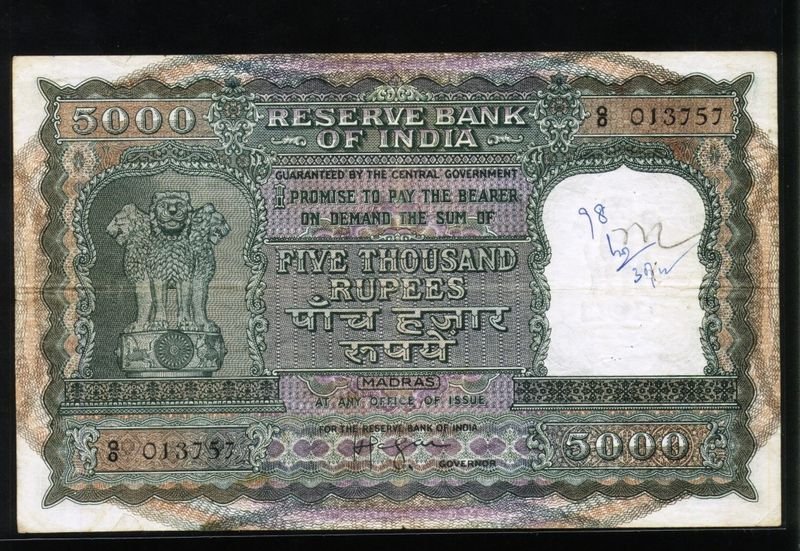 5000
RESERVE BANK
OF INDIA
013757
GUARANTEED BY THE CENTRAL GOVERNMENT
I PROMISE TO PAY THE BEARER
ON DEMAND THE SUM OF
FIVE THOUSAND
RUPEES
पाँच हज़ार
रूपये
98
MADRAS
AT ANY OFFICE OF ISSUE
FOR THE RESERVE BANK OF INDIA
013757
GOVERNOR
5000